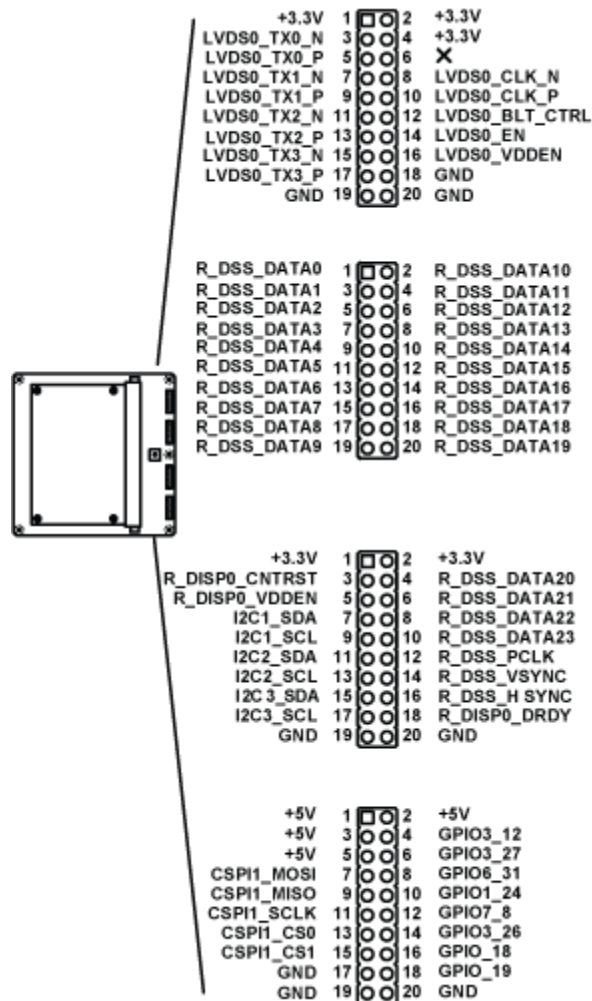 +3.3V 1 2 +3.3V
LVDS0_TX0_N 3 4 +3.3V
LVDS0_TX0_P 5 6 X
LVDS0_TX1_N 7 8 LVDS0_CLK_N
LVDS0_TX1_P 9 10 LVDS0_CLK_P
LVDS0_TX2_N 11 12 LVDS0_BLT_CTRL
LVDS0_TX2_P 13 14 LVDS0_EN
LVDS0_TX3_N 15 16 LVDS0_VDDEN
LVDS0_TX3_P 17 18 GND
GND 19 20 GND
R_DSS_DATA0 1 2 R_DSS_DATA10
R_DSS_DATA1 3 4 R_DSS_DATA11
R_DSS_DATA2 5 6 R_DSS_DATA12
R_DSS_DATA3 7 8 R_DSS_DATA13
R_DSS_DATA4 9 10 R_DSS_DATA14
R_DSS_DATA5 11 12 R_DSS_DATA15
R_DSS_DATA6 13 14 R_DSS_DATA16
R_DSS_DATA7 15 16 R_DSS_DATA17
R_DSS_DATA8 17 18 R_DSS_DATA18
R_DSS_DATA9 19 20 R_DSS_DATA19
+3.3V 1 2 +3.3V
R_DISP0_CNTRST 3 4 R_DSS_DATA20
R_DISP0_VDDEN 5 6 R_DSS_DATA21
I2C1_SDA 7 8 R_DSS_DATA22
I2C1_SCL 9 10 R_DSS_DATA23
I2C2_SDA 11 12 R_DSS_PCLK
I2C2_SCL 13 14 R_DSS_VSYNC
I2C3_SDA 15 16 R_DSS_H SYNC
I2C3_SCL 17 18 R_DISP0_DRDY
GND 19 20 GND
+5V 1 2 +5V
+5V 3 4 GPIO3_12
+5V 5 6 GPIO3_27
CSPI1_MOSI 7 8 GPIO6_31
CSPI1_MISO 9 10 GPIO1_24
CSPI1_SCLK 11 12 GPIO7_8
CSPI1_CS0 13 14 GPIO3_26
CSPI1_CS1 15 16 GPIO_18
GND 17 18 GPIO_19
GND 19 20 GND